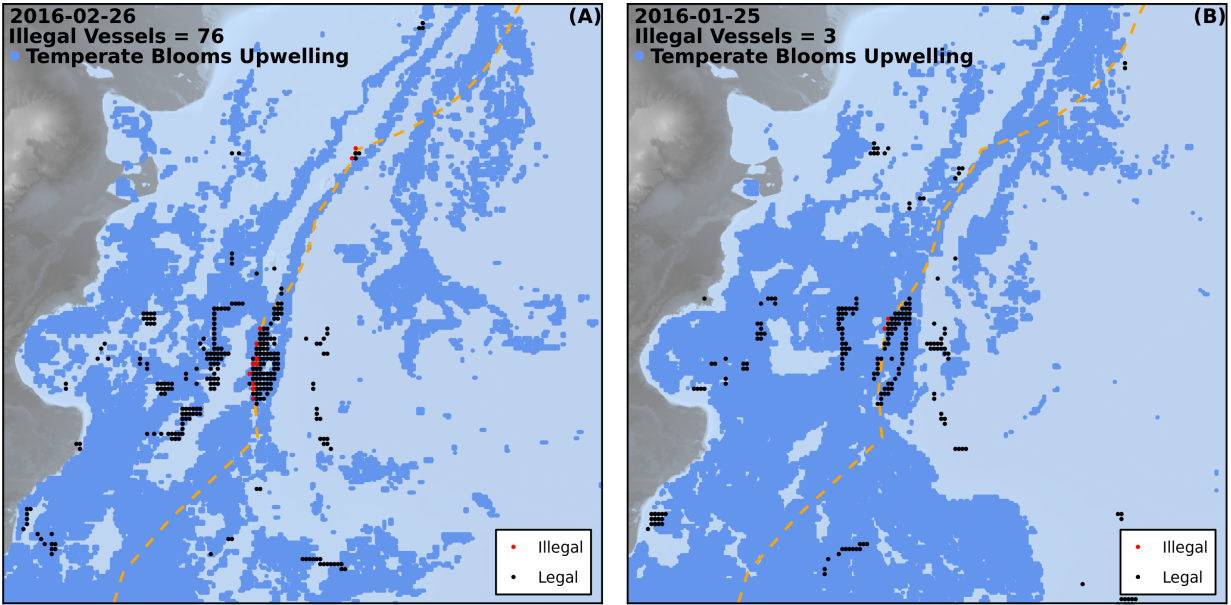 2016-02-26
(A)
Illegal Vessels = 76
Temperate Blooms Upwelling
Illegal
Legal
2016-01-25
(B)
Illegal Vessels = 3
Temperate Blooms Upwelling
Illegal
Legal